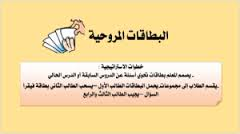 البطاقات المروحية
خطوات الاستراتيجية :
ـ يصمم المعلم بطاقات تحوي أسئلة عن الدروس السابقة أو الدرس الحالي
ـ يقسم الطلاب الى مجموعات يحمل البطاقات الطالب الأول – يسحب الطالب الثاني بطاقة فيقرأ
السؤال – يجيب الطالب الثالث والرابع